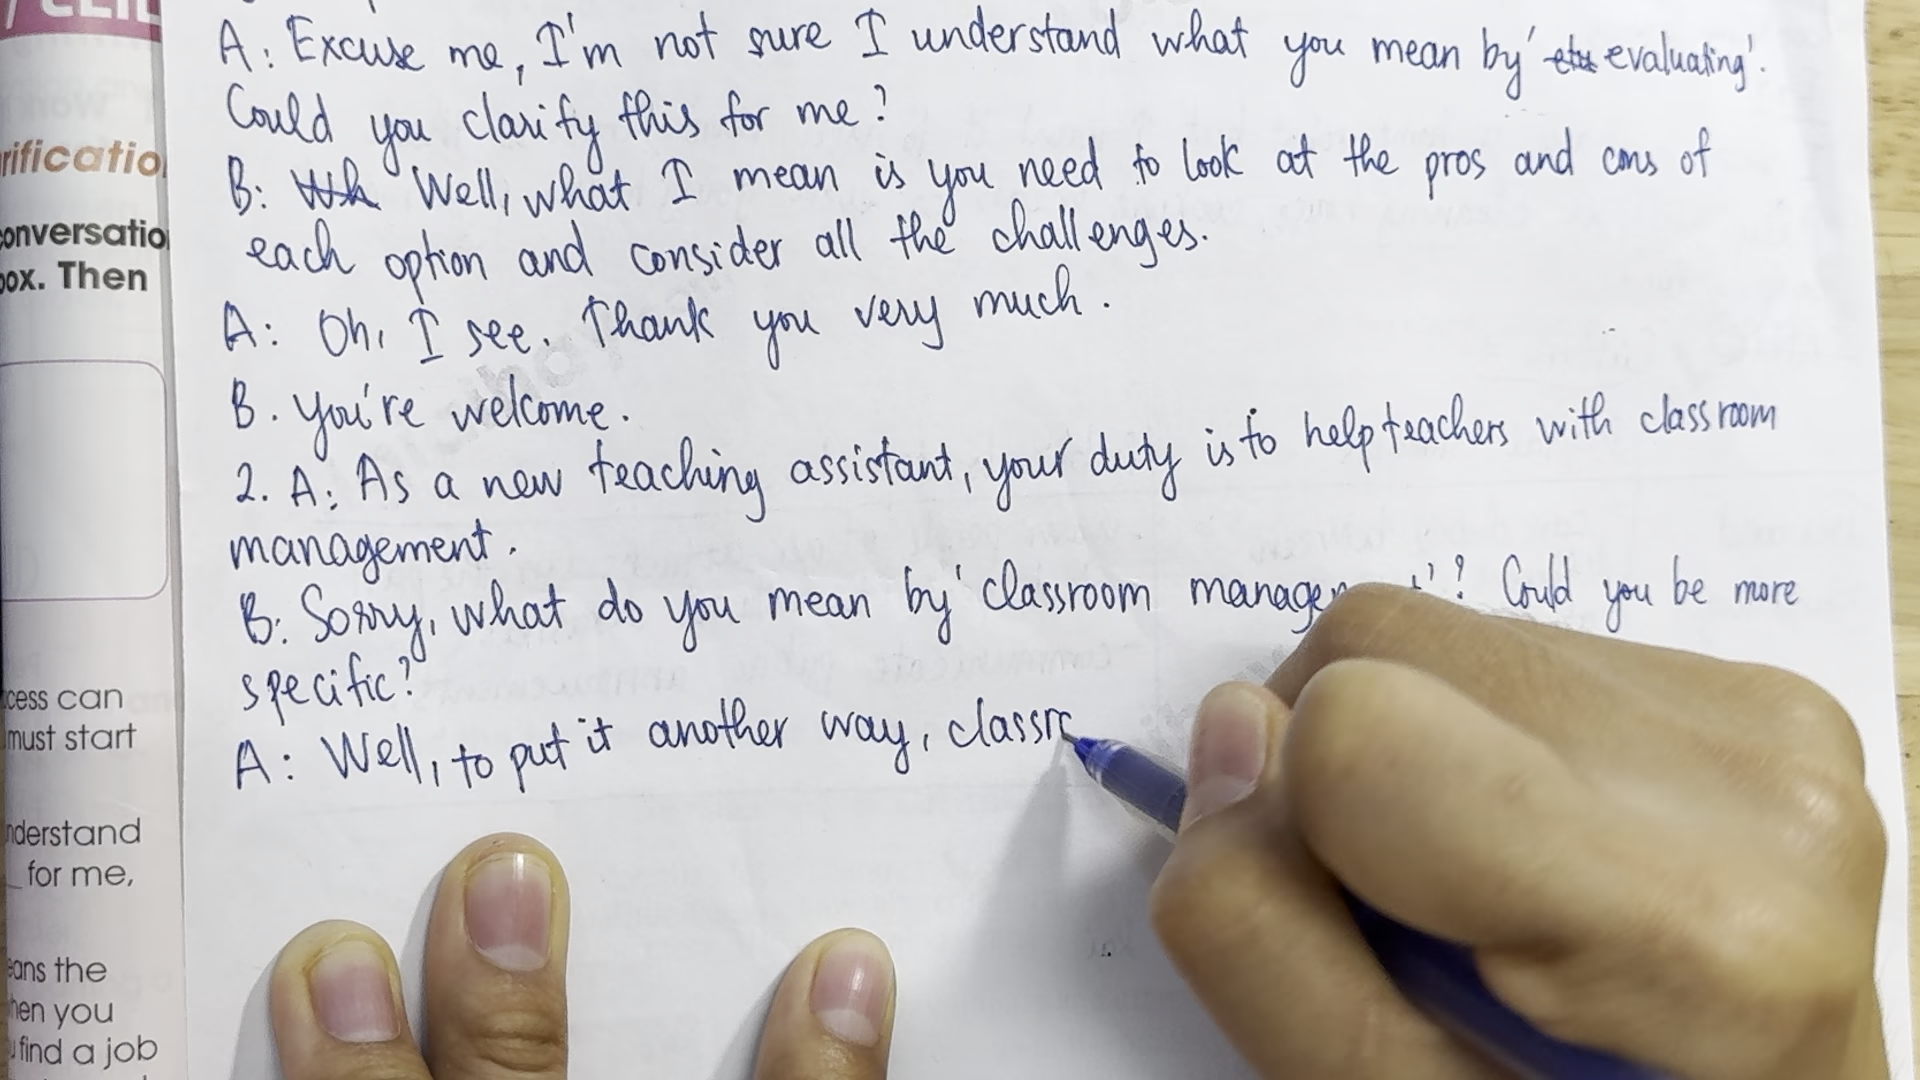 A: Excuse me, I'm not sure I understand what you mean by 'evaluating'.
Could you clarify this for me?
B: Well, what I mean is you need to look at the pros and cons of
each option and consider all the challenges.
A: Oh, I see. Thank you very much.
B. You're welcome.
2. A: As a new teaching assistant, your duty is to help teachers with classroom
management.
B: Sorry, what do you mean by 'classroom manage t'? Could you be more
specific?
A: Well, to put it another way, classr
rificatio
onversatio
ox. Then
cess can
must start
nderstand
for me,
eans the
hen you
find a job